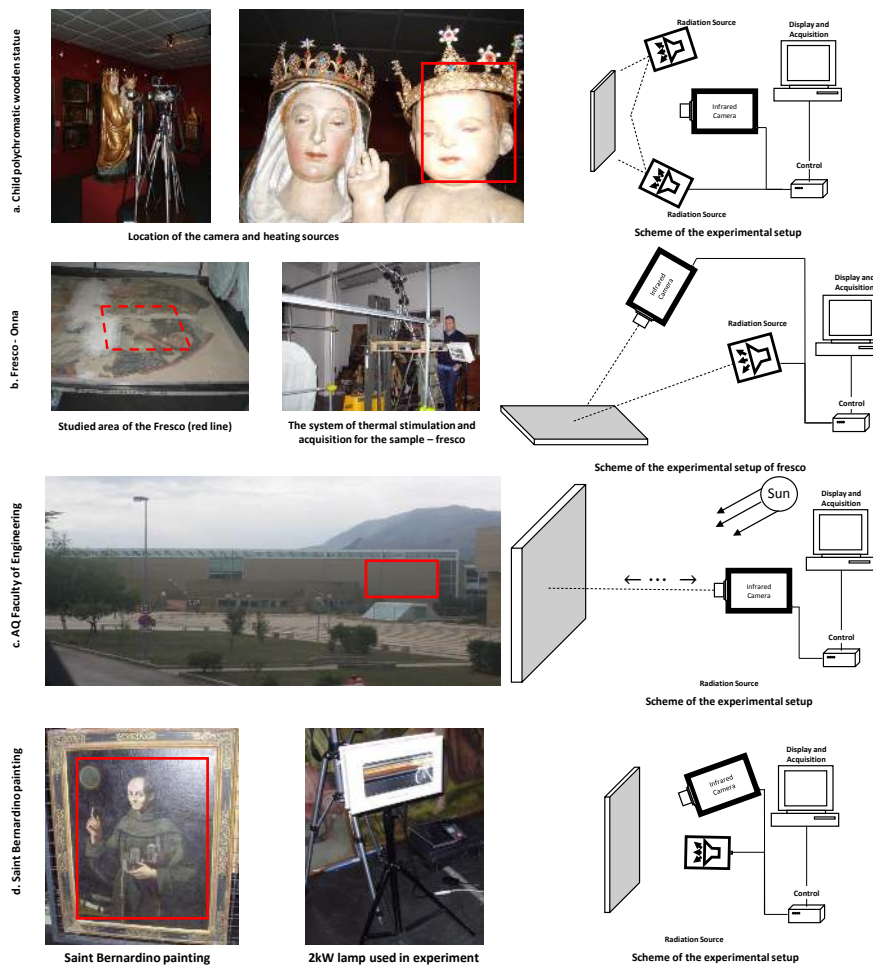 a. Child polychromatic wooden statue
Radiation Source
Display and
Acquisition
Infrared
Camera
Control
Radiation Source
Location of the camera and heating sources
Scheme of the experimental setup
b. Fresco - Onna
Infrared
Camera
Display and
Acquisition
Radiation Source
Control
Studied area of the Fresco (red line)
The system of thermal stimulation and
acquisition for the sample – fresco
Scheme of the experimental setup of fresco
c. AQ Faculty of Engineering
Sun
Display and
Acquisition
Infrared
Camera
Control
Radiation Source
Scheme of the experimental setup
d. Saint Bernardino painting
Display and
Acquisition
Infrared
Camera
Control
Radiation Source
Saint Bernardino painting
2kW lamp used in experiment
Scheme of the experimental setup